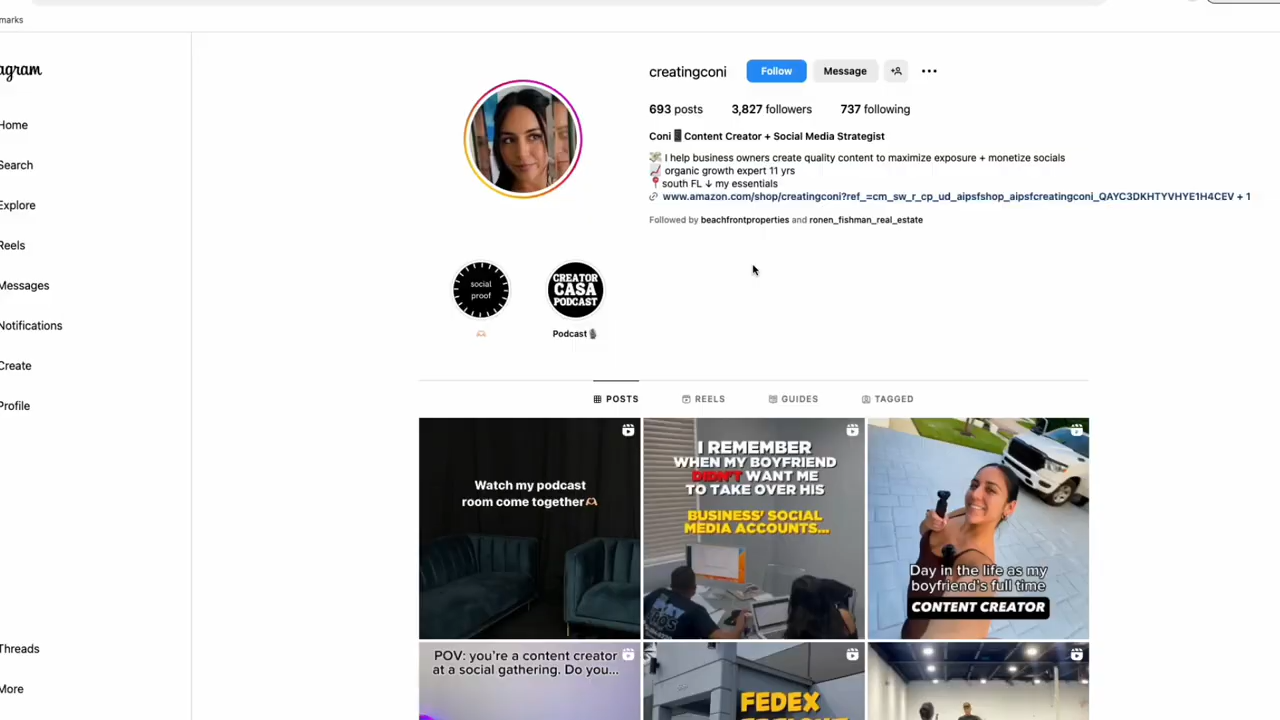 marks
agram
creatingconi
Follow
Message
693 posts
3,827 followers
737 following
Coni📱Content Creator + Social Media Strategist
💸 I help business owners create quality content to maximize exposure + monetize socials
📈 organic growth expert 11 yrs
📍south FL ↓ my essentials
www.amazon.com/shop/creatingconi?ref_=cm_sw_r_cp_ud_aipsfshop_aipsfcreatingconi_QAYC3DKHTYVHYE1H4CEV + 1
Followed by beachfrontproperties and ronen_fishman_real_estate
Home
Search
Explore
Reels
Messages
Notifications
Create
Profile
Threads
More
social
proof
CREATOR
CASA
PODCAST
🫶🏻
Podcast🎙️
POSTS
REELS
GUIDES
TAGGED
Watch my podcast
room come together🫶🏻
I REMEMBER
WHEN MY BOYFRIEND
DIDN'T WANT ME
TO TAKE OVER HIS
BUSINESS' SOCIAL
MEDIA ACCOUNTS...
Day in the life as my
boyfriend's full time
CONTENT CREATOR
POV: you're a content creator
at a social gathering. Do you...
FEDEX